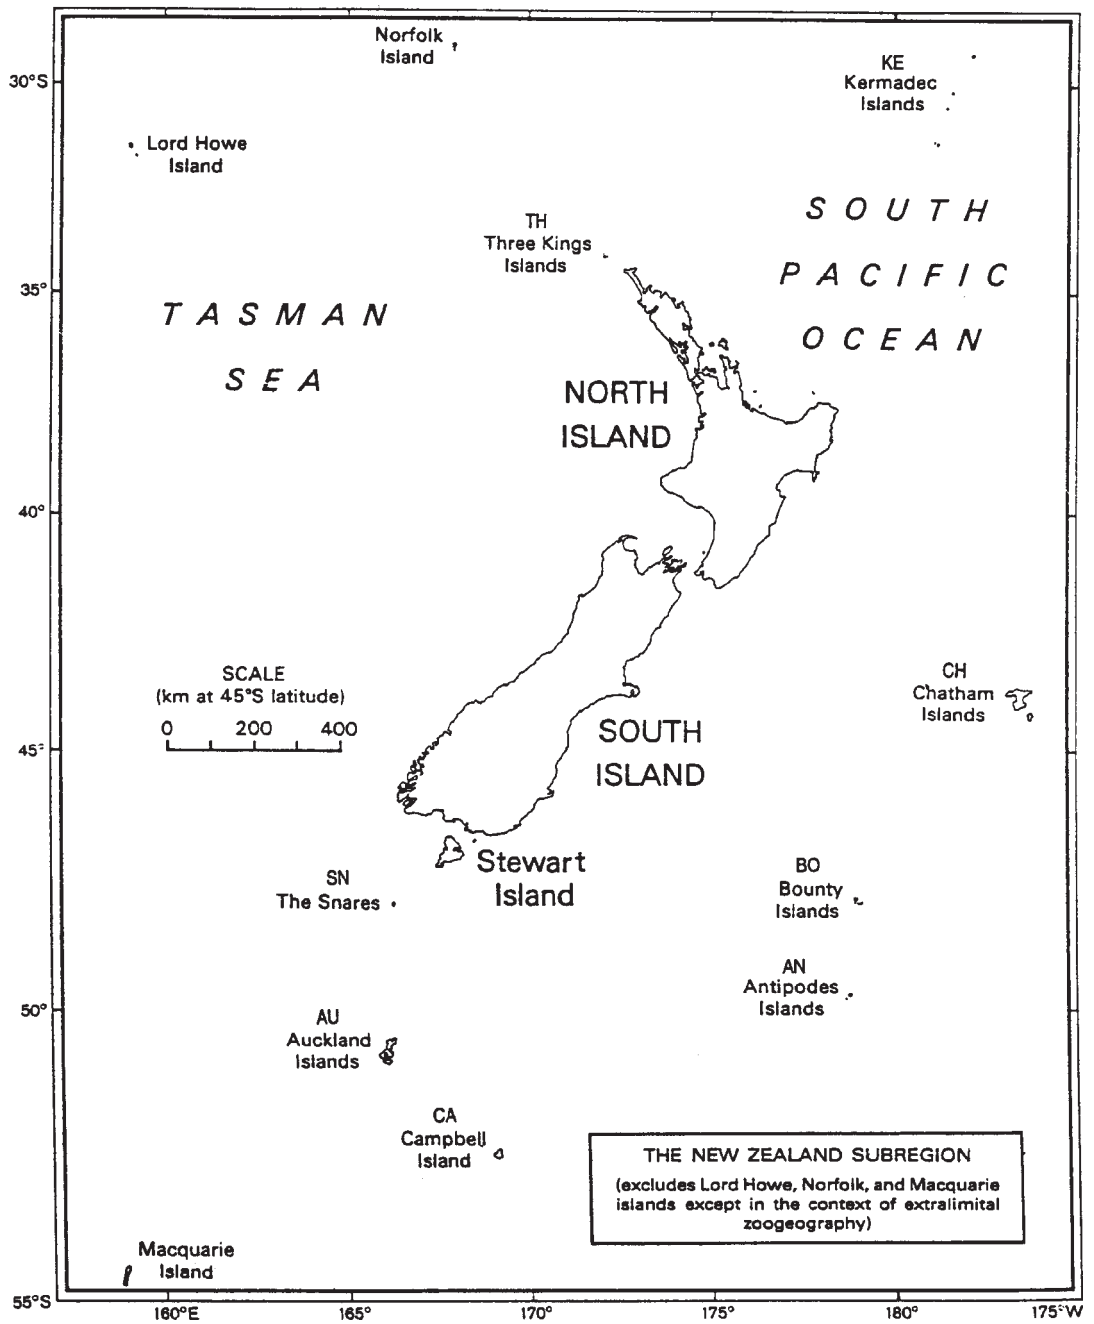 Norfolk
Island
KE
Kermadec
Islands
30°S
Lord Howe
Island
SOUTH
PACIFIC
OCEAN
TH
Three Kings
Islands
35°
TASMAN
SEA
NORTH
ISLAND
40°
SCALE
(km at 45°S latitude)
0 200 400
CH
Chatham
Islands
SOUTH
ISLAND
45°
Stewart
Island
SN
The Snares
BO
Bounty
Islands
AN
Antipodes
Islands
50°
AU
Auckland
Islands
CA
Campbell
Island
THE NEW ZEALAND SUBREGION
(excludes Lord Howe, Norfolk, and Macquarie
islands except in the context of extralimital
zoogeography)
Macquarie
Island
55°S
160°E 165° 170° 175° 180° 175°W